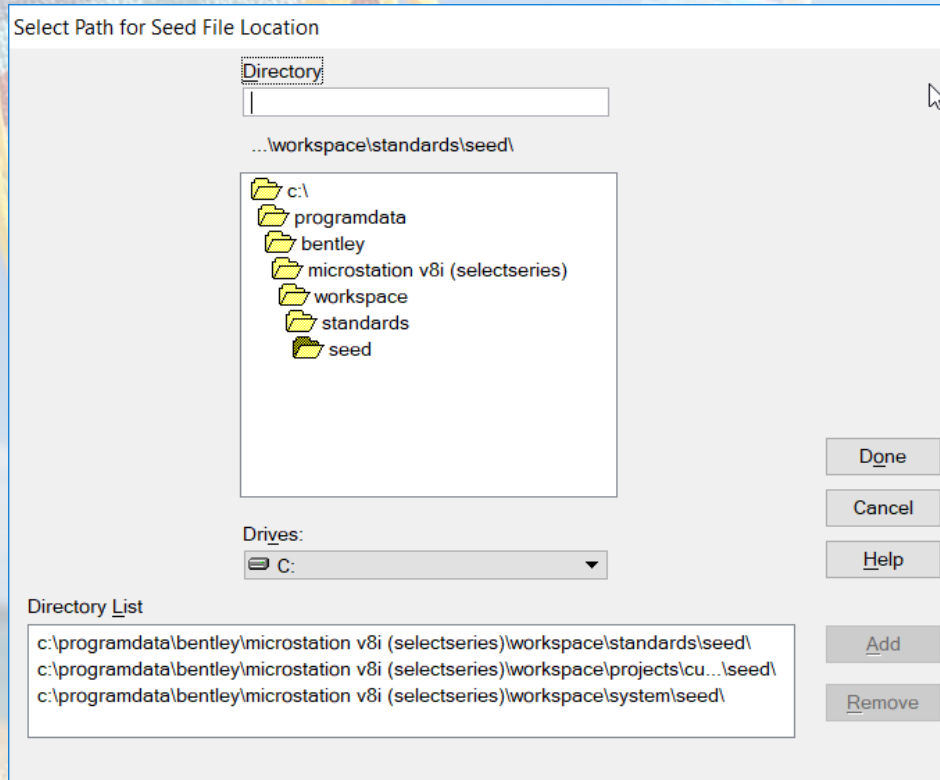 Select Path for Seed File Location
Directory
...\workspace\standards\seed\
c:\
programdata
bentley
microstation v8i (selectseries)
workspace
standards
seed
Done
Cancel
Help
Drives:
C:
Directory List
c:\programdata\bentley\microstation v8i (selectseries)\workspace\standards\seed\
c:\programdata\bentley\microstation v8i (selectseries)\workspace\projects\cu...\seed\
c:\programdata\bentley\microstation v8i (selectseries)\workspace\system\seed\
Add
Remove